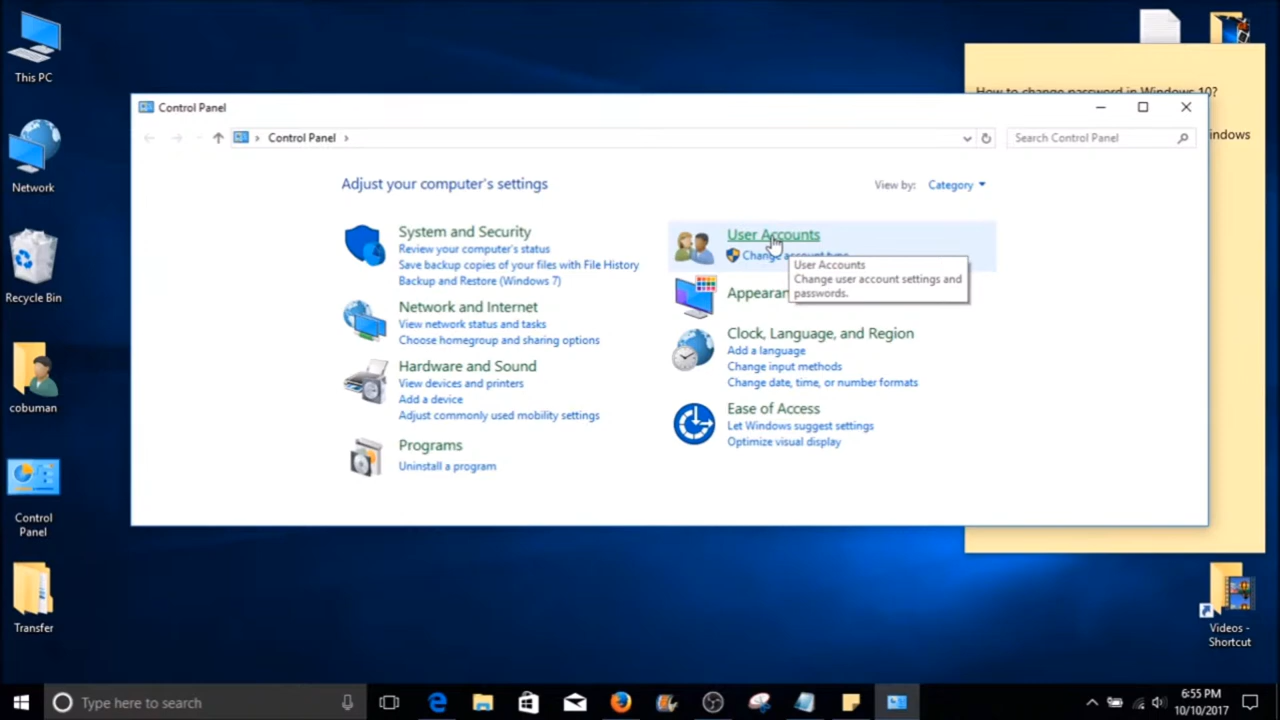 This PC
Network
Recycle Bin
cobuman
Control
Panel
Transfer
How to change password in Windows 10?
indows
Control Panel
Control Panel
Search Control Panel
Adjust your computer's settings
View by: Category
System and Security
Review your computer's status
Save backup copies of your files with File History
Backup and Restore (Windows 7)
Network and Internet
View network status and tasks
Choose homegroup and sharing options
Hardware and Sound
View devices and printers
Add a device
Adjust commonly used mobility settings
Programs
Uninstall a program
User Accounts
Change account type
User Accounts
Change user account settings and
passwords.
Appearan
Clock, Language, and Region
Add a language
Change input methods
Change date, time, or number formats
Ease of Access
Let Windows suggest settings
Optimize visual display
Videos -
Shortcut
Type here to search
6:55 PM
10/10/2017